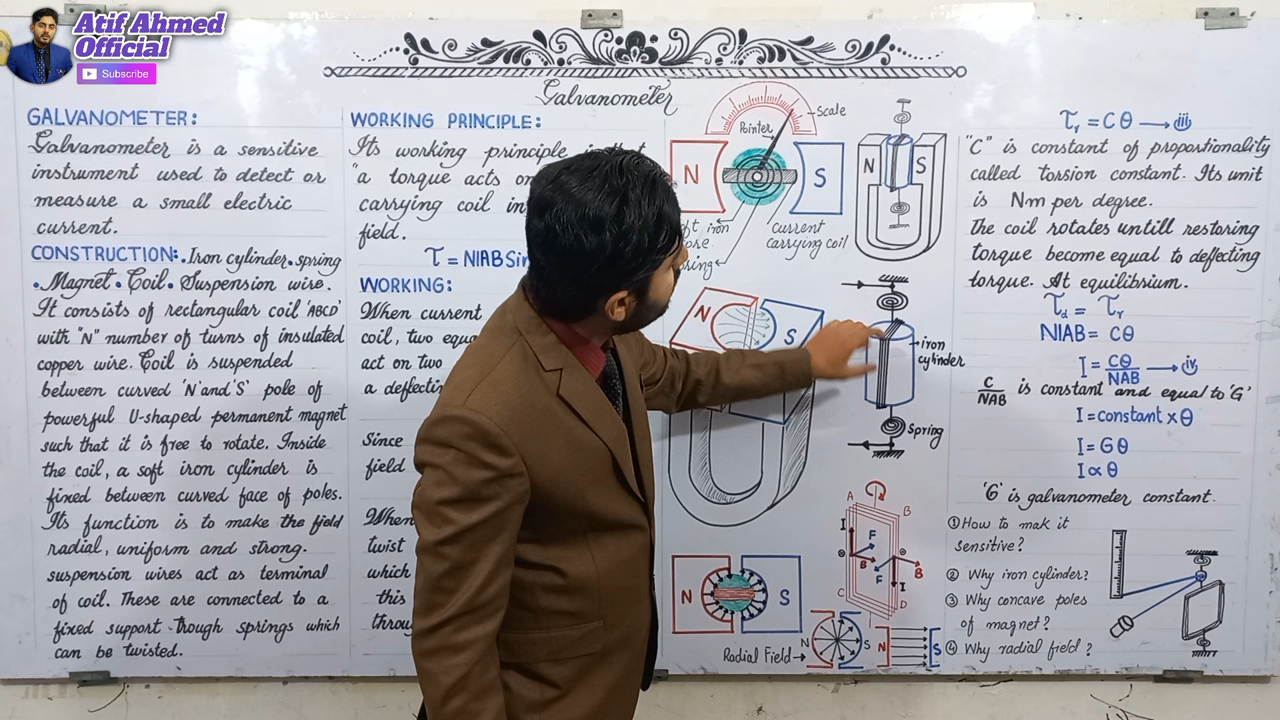 Atif Ahmed
Official
Subscribe
Galvanometer
GALVANOMETER:
Galvanometer is a sensitive
instrument used to detect or
measure a small electric
current.
CONSTRUCTION:. Iron cylinder. spring
. Magnet. Coil. Suspension wire.
It consists of rectangular coil 'ABCD'
with "N" number of turns of insulated
copper wire. Coil is suspended
between curved 'N' and 'S' pole of
powerful U-shaped permanent magnet
such that it is free to rotate. Inside
the coil, a soft iron cylinder is
fixed between curved face of poles.
Its function is to make the field
radial, uniform and strong.
suspension wires act as terminal
of coil. These are connected to a
fixed support trough springs which
can be twisted.
WORKING PRINCIPLE:
Its working principle
"a torque acts on
carrying coil in
field.
τ = NIAB Sin
WORKING:
When current
coil, two
act on two
a
Since
field
When
twist
which
this
Scale
Pointer
N
S
iron
current
carrying coil
N
S
N
S
iron
cylinder
Spring
A
B
I
F
B
F
B
I
C
D
N
S
Radial Field →
N
S
N
S
τr = Cθ → iii
"C" is constant of proportionality
called torsion constant. Its unit
is Nm per degree.
The coil rotates untill restoring
torque become equal to deflecting
torque. At equilibrium.
τd = τr
NIAB = Cθ
I = Cθ/NAB → iv
C/NAB is constant and equal to 'G'
I = constant x θ
I = G θ
I ∝ θ
'G' is galvanometer constant.
① How to mak it
sensitive?
② Why iron cylinder?
③ Why concave poles
of magnet?
④ Why radial field?